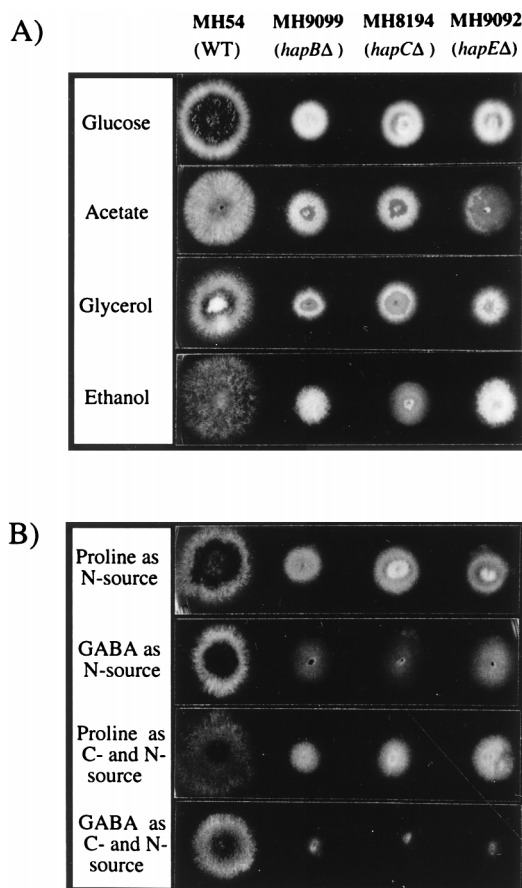 A)
MH54 MH9099 MH8194 MH9092
(WT) (hapBΔ) (hapCΔ) (hapEΔ)
Glucose
Acetate
Glycerol
Ethanol
B)
Proline as
N-source
GABA as
N-source
Proline as
C- and N-
source
GABA as
C- and N-
source